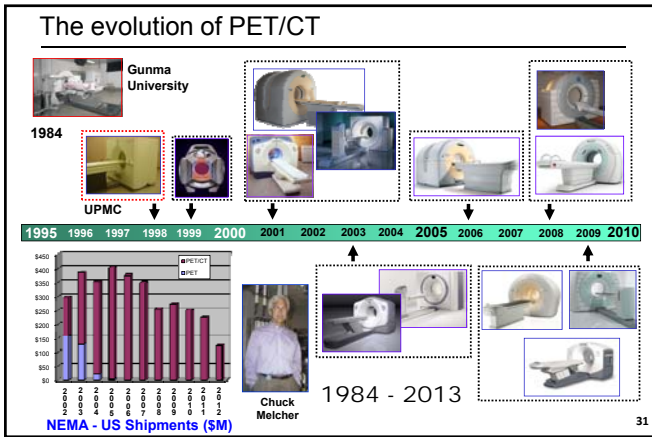 The evolution of PET/CT
Gunma
University
1984
UPMC
1995 1996 1997 1998 1999 2000 2001 2002 2003 2004 2005 2006 2007 2008 2009 2010
$450
$400
$350
$300
$250
$200
$150
$100
$50
$0
PET/CT
PET
2002 2003 2004 2005 2006 2007 2008 2009 2010 2011 2012
NEMA - US Shipments ($M)
Chuck
Melcher
1984 - 2013
31